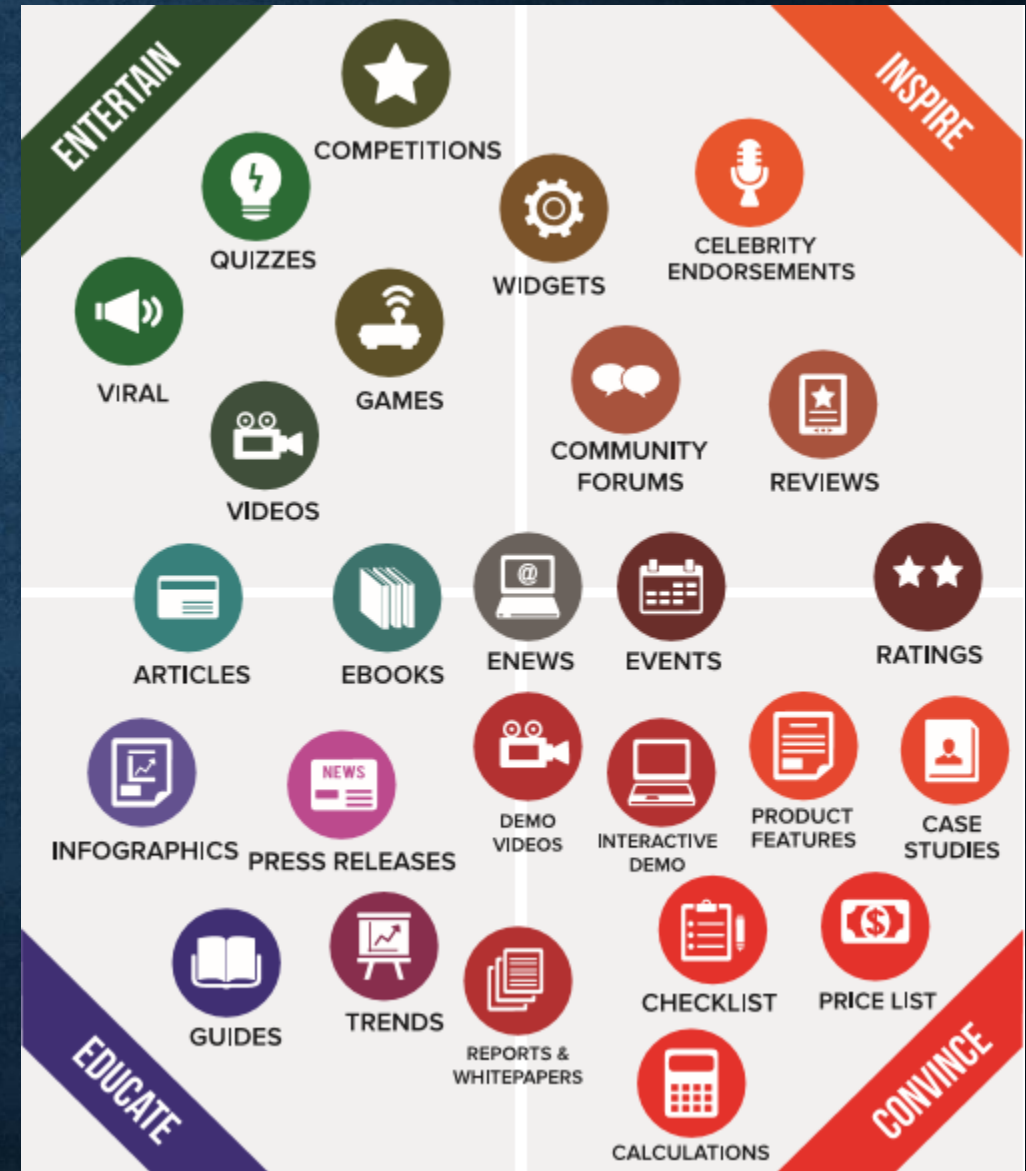 ENTERTAIN
INSPIRE
COMPETITIONS
QUIZZES
WIDGETS
CELEBRITY
ENDORSEMENTS
VIRAL
GAMES
VIDEOS
COMMUNITY
FORUMS
REVIEWS
ARTICLES
EBOOKS
@
ENEWS
EVENTS
RATINGS
INFOGRAPHICS
NEWS
PRESS RELEASES
DEMO
VIDEOS
INTERACTIVE
DEMO
PRODUCT
FEATURES
CASE
STUDIES
GUIDES
TRENDS
REPORTS &
WHITEPAPERS
CHECKLIST
$
PRICE LIST
CALCULATIONS
EDUCATE
CONVINCE